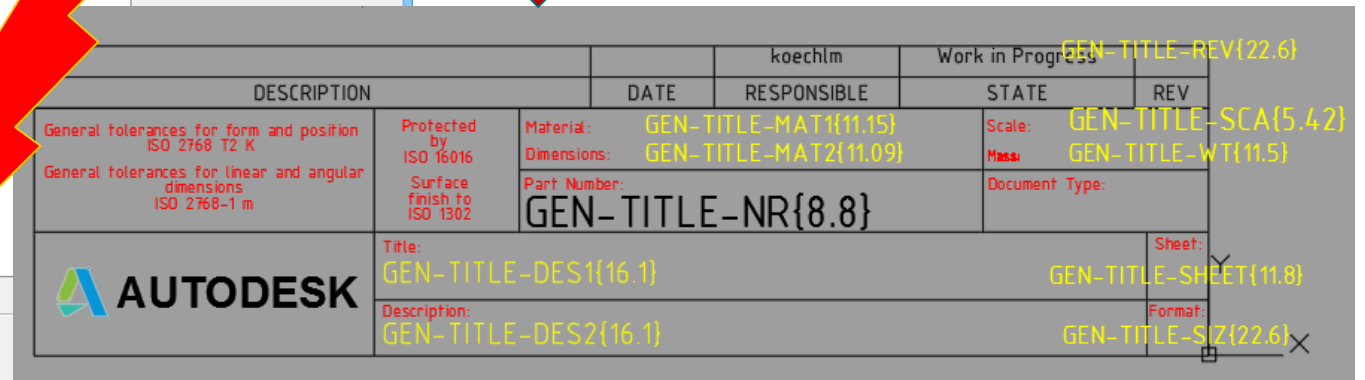 koechlm Work in Progress GEN-TITLE-REV{22.6}
DESCRIPTION DATE RESPONSIBLE STATE REV
General tolerances for form and position
ISO 2768 T2 K
General tolerances for linear and angular
dimensions
ISO 2768-1 m
Protected
by
ISO 16016
Surface
finish to
ISO 1302
Material: GEN-TITLE-MAT1{11.15}
Dimensions: GEN-TITLE-MAT2{11.09}
Scale: GEN-TITLE-SCA{5.42}
Mass: GEN-TITLE-WT{11.5}
Part Number:
GEN-TITLE-NR{8.8}
Document Type:
AUTODESK
Title:
GEN-TITLE-DES1{16.1}
Sheet:
GEN-TITLE-SHEET{11.8}
Description:
GEN-TITLE-DES2{16.1}
Format:
GEN-TITLE-SIZ{22.6}
Y
X